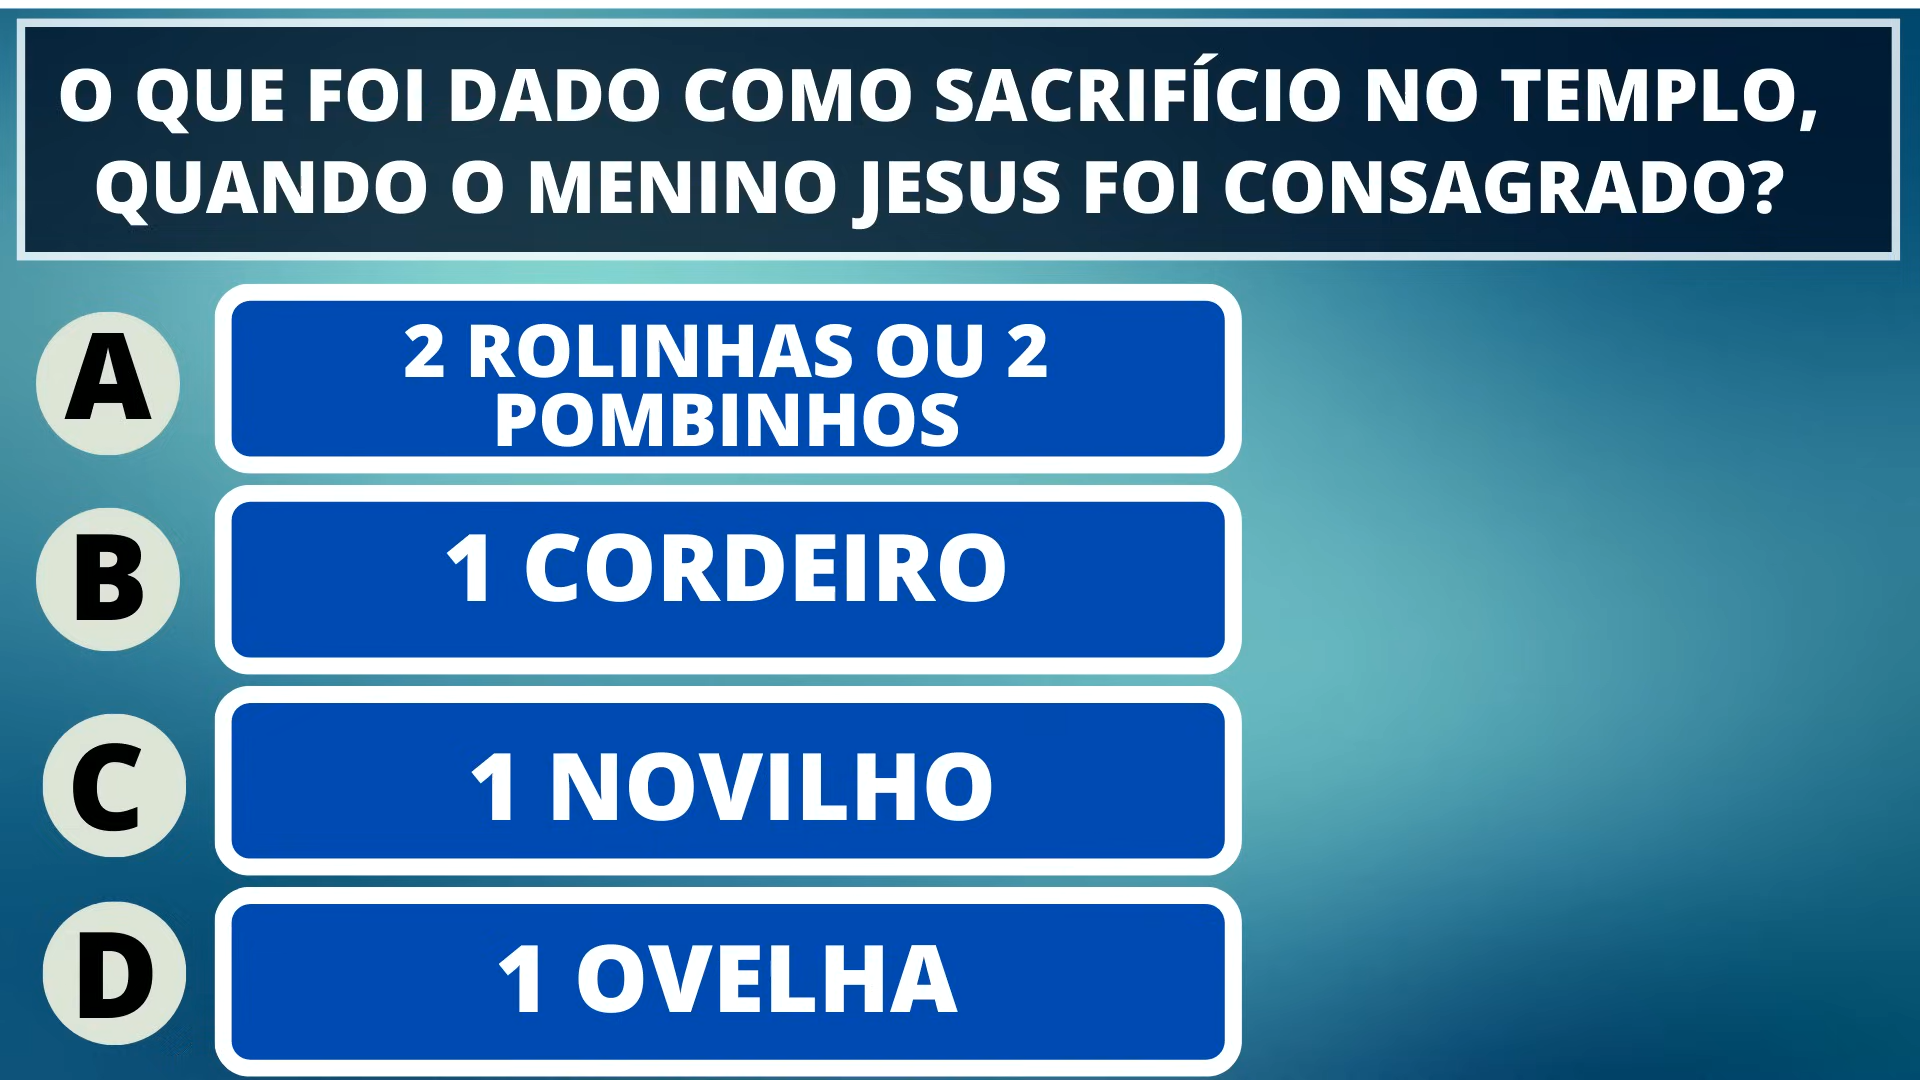 O QUE FOI DADO COMO SACRIFÍCIO NO TEMPLO,
QUANDO O MENINO JESUS FOI CONSAGRADO?
A
2 ROLINHAS OU 2
POMBINHOS
B
1 CORDEIRO
C
1 NOVILHO
D
1 OVELHA